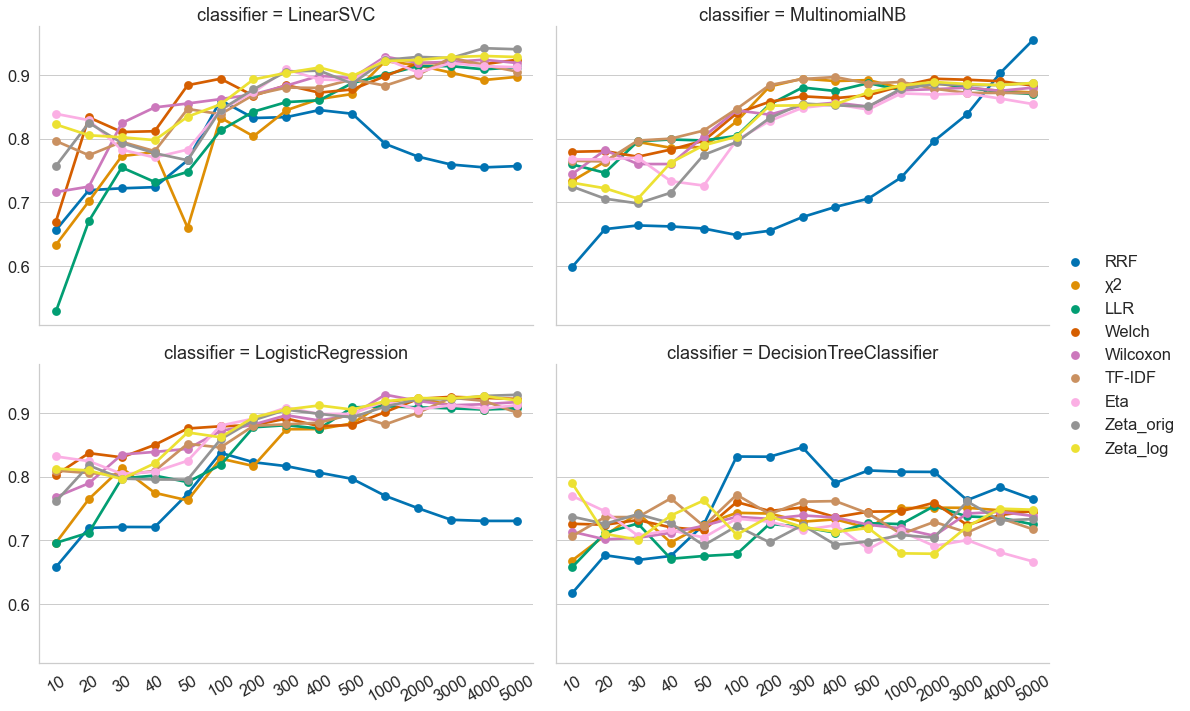 classifier = LinearSVC
classifier = MultinomialNB
0.9
0.8
0.7
0.6
classifier = LogisticRegression
classifier = DecisionTreeClassifier
0.9
0.8
0.7
0.6
10 20 30 40 50 100 200 300 400 500 1000 2000 3000 4000 5000
10 20 30 40 50 100 200 300 400 500 1000 2000 3000 4000 5000
RRF
χ2
LLR
Welch
Wilcoxon
TF-IDF
Eta
Zeta_orig
Zeta_log